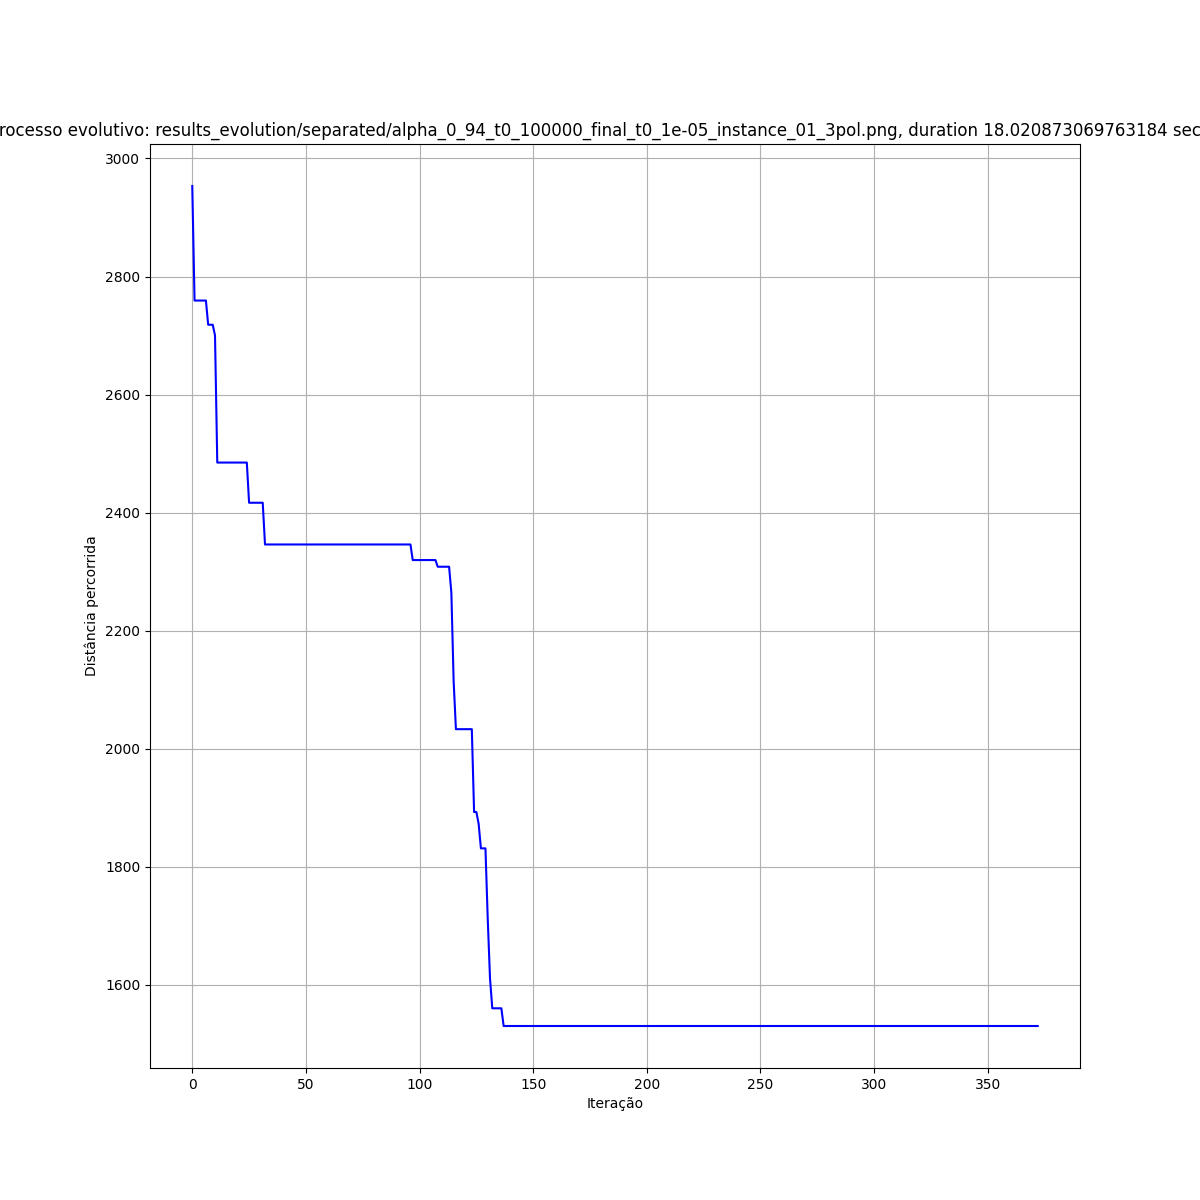 rocesso evolutivo: results_evolution/separated/alpha_0_94_t0_100000_final_t0_1e-05_instance_01_3pol.png, duration 18.020873069763184 sec
3000
2800
2600
2400
2200
2000
1800
1600
Distância percorrida
0 50 100 150 200 250 300 350
Iteração